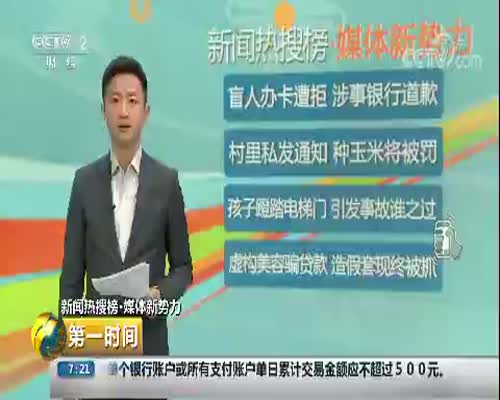 CCTV 2
财经
新闻热搜榜·媒体新势力
盲人办卡遭拒 涉事银行道歉
村里私发通知 种玉米将被罚
孩子蹬踏电梯门 引发事故谁之过
虚构美容骗贷款 造假套现终被抓
新闻热搜榜·媒体新势力
第一时间
7:21
个银行账户或所有支付账户单日累计交易金额应不超过500元。